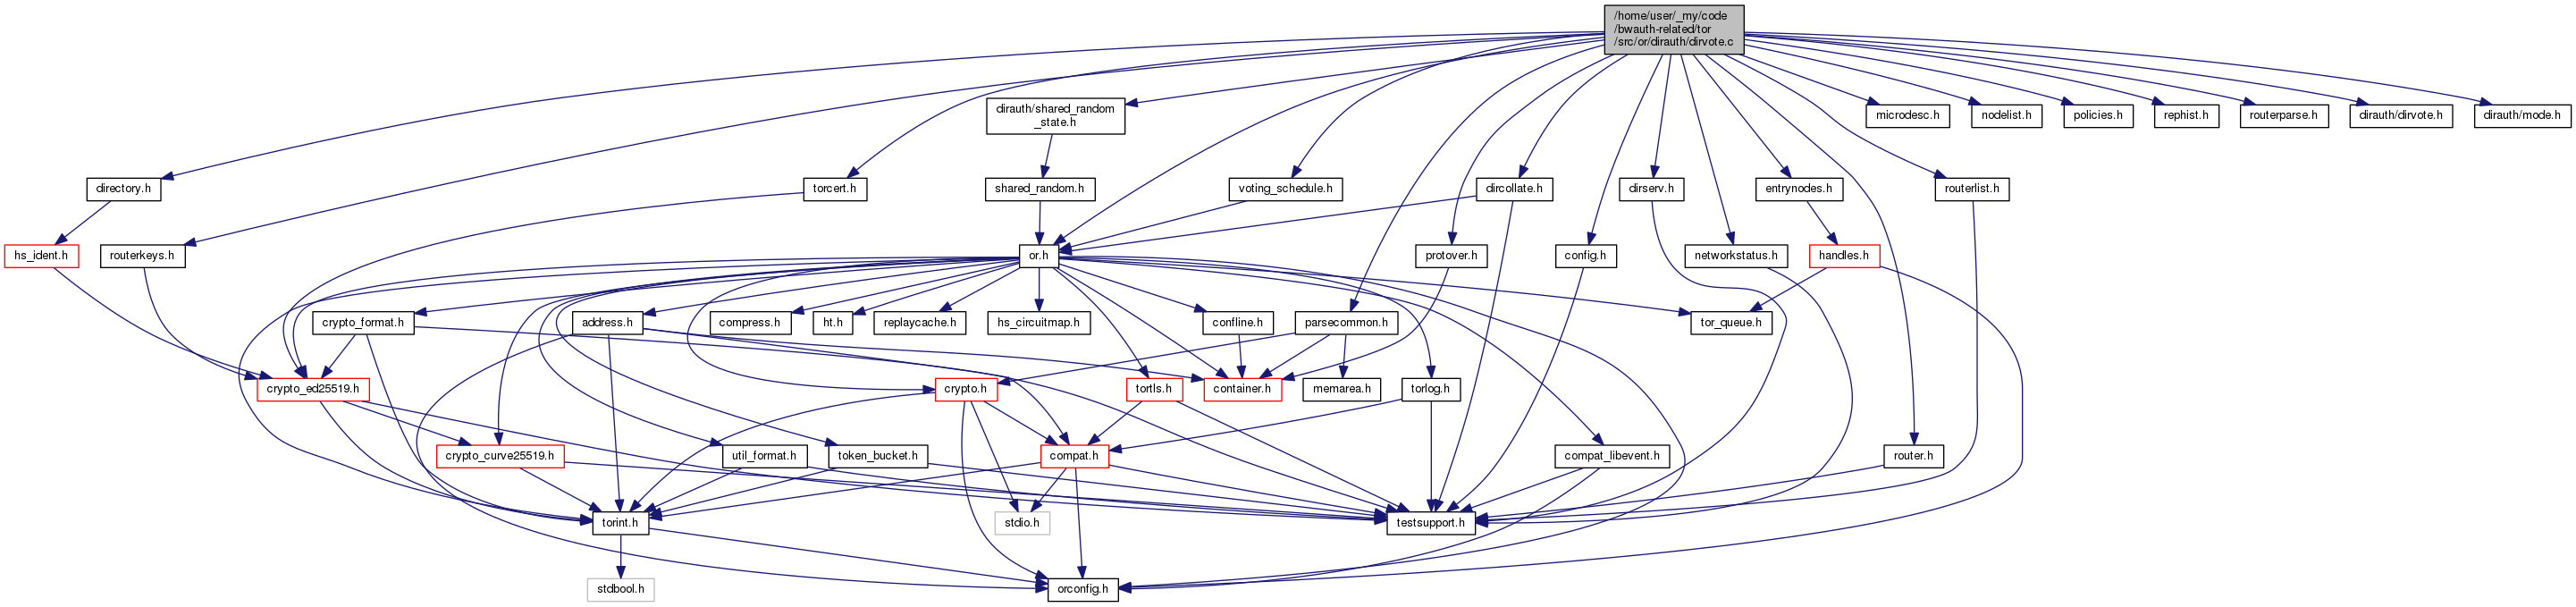 /home/user/_my/code
/bwauth-related/tor
/src/or/dirauth/dirvote.c
dirauth/shared_random
_state.h
microdesc.h
nodelist.h
policies.h
rephist.h
routerparse.h
dirauth/dirvote.h
dirauth/mode.h
directory.h
torcert.h
shared_random.h
voting_schedule.h
dircollate.h
dirserv.h
entrynodes.h
routerlist.h
hs_ident.h
routerkeys.h
or.h
protover.h
config.h
networkstatus.h
handles.h
crypto_format.h
address.h
compress.h
ht.h
replaycache.h
hs_circuitmap.h
confline.h
parsecommon.h
tor_queue.h
crypto_ed25519.h
crypto.h
tortls.h
container.h
memarea.h
torlog.h
crypto_curve25519.h
util_format.h
token_bucket.h
compat.h
compat_libevent.h
router.h
torint.h
stdio.h
testsupport.h
stdbool.h
orconfig.h